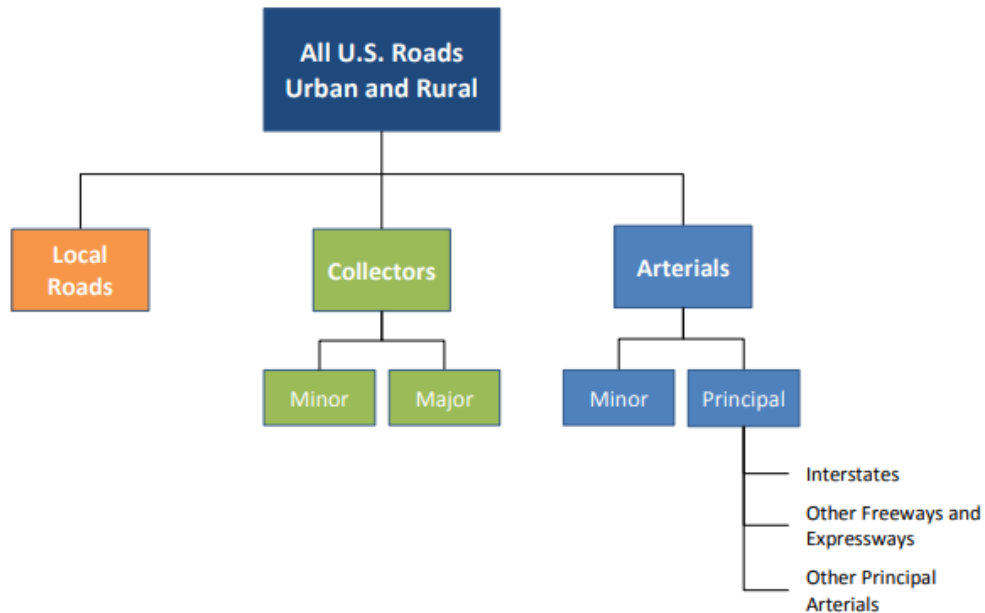 All U.S. Roads
Urban and Rural
Local
Roads
Collectors
Arterials
Minor
Major
Minor
Principal
Interstates
Other Freeways and
Expressways
Other Principal
Arterials